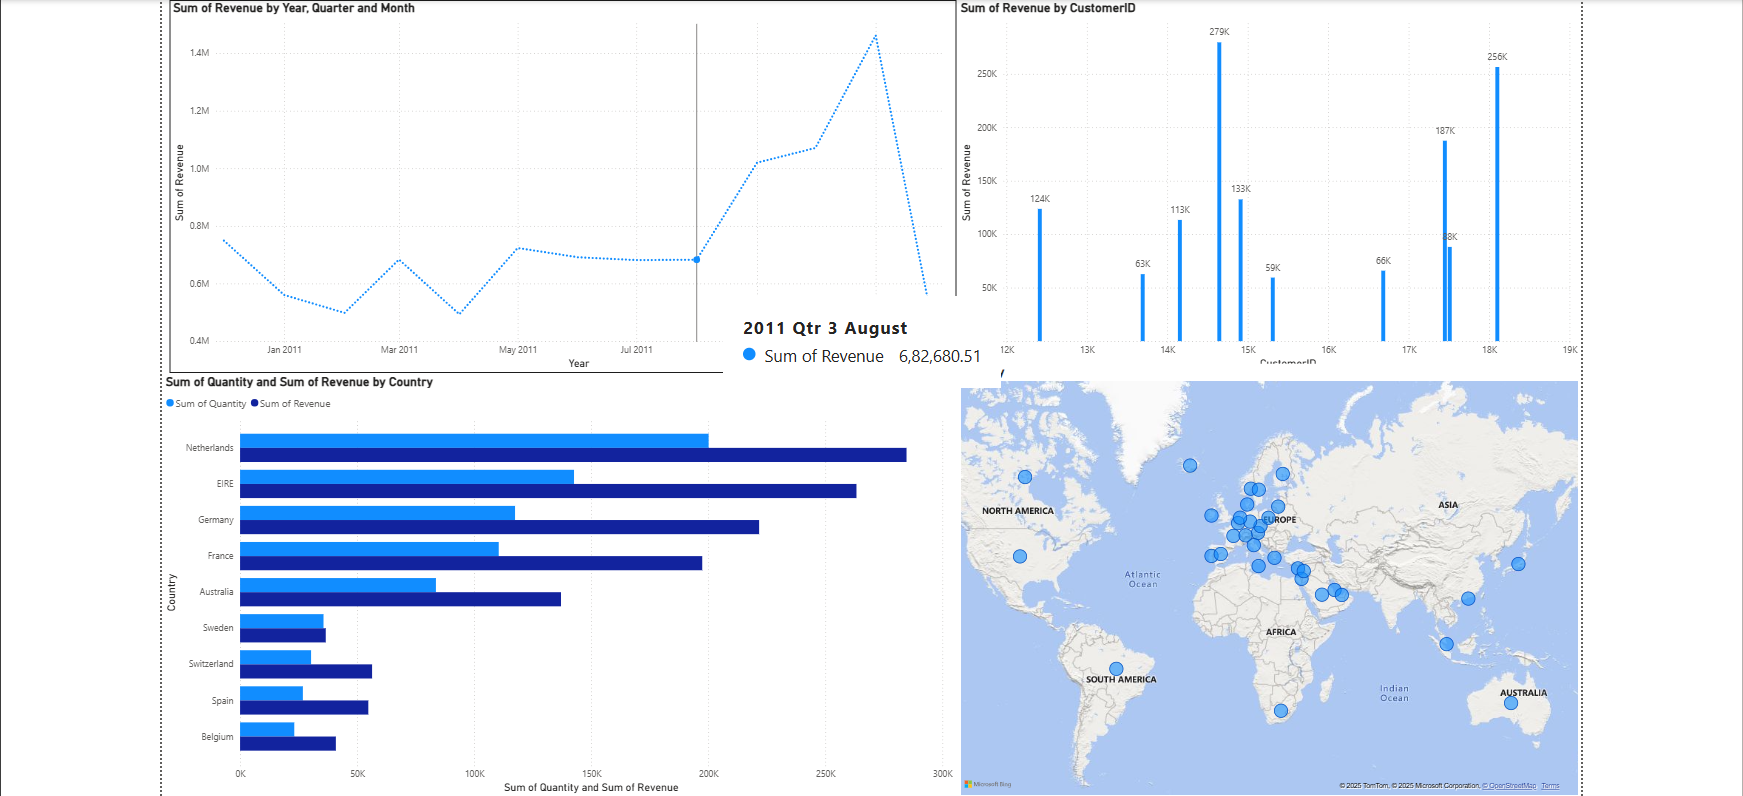 Sum of Revenue by Year, Quarter and Month
Sum of Revenue
1.4M
1.2M
1.0M
0.8M
0.6M
0.4M
Jan 2011
Mar 2011
May 2011
Jul 2011
Year
2011 Qtr 3 August
Sum of Revenue 6,82,680.51
Sum of Revenue by CustomerID
Sum of Revenue
250K
200K
150K
100K
50K
124K
63K
113K
279K
133K
59K
66K
187K
88K
256K
12K
13K
14K
15K
16K
17K
18K
19K
CustomerID
Sum of Quantity and Sum of Revenue by Country
Sum of Quantity
Sum of Revenue
Country
Netherlands
EIRE
Germany
France
Australia
Sweden
Switzerland
Spain
Belgium
0K
50K
100K
150K
200K
250K
300K
Sum of Quantity and Sum of Revenue
NORTH AMERICA
EUROPE
ASIA
Atlantic
Ocean
AFRICA
SOUTH AMERICA
Indian
Ocean
AUSTRALIA
Microsoft Bing
© 2025 TomTom, © 2025 Microsoft Corporation, © OpenStreetMap Terms